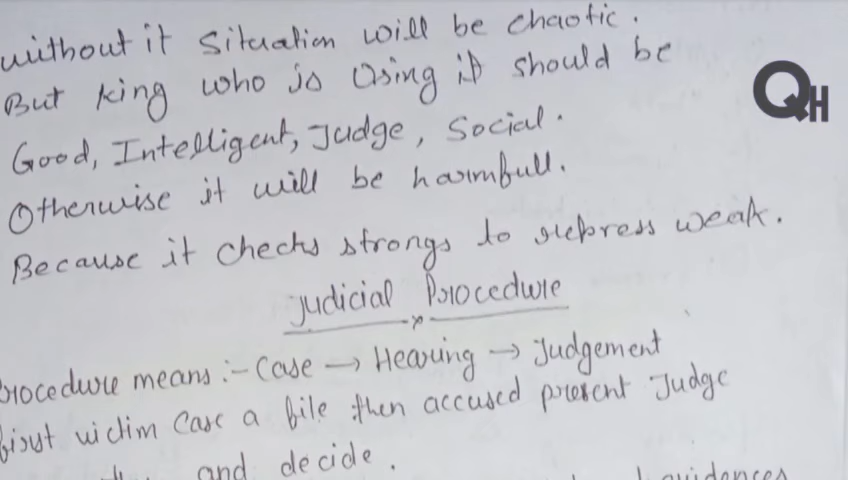 without it situation will be chaotic.
But king who is Using it should be
QH
Good, Intelligent, Judge, Social.
Otherwise it will be harmfull.
Because it checks strongs to repress weak.
Judicial Procedure
Procedure means :- Case → Hearing → Judgement
first victim Case a file then accused present Judge
and decide.
evidences